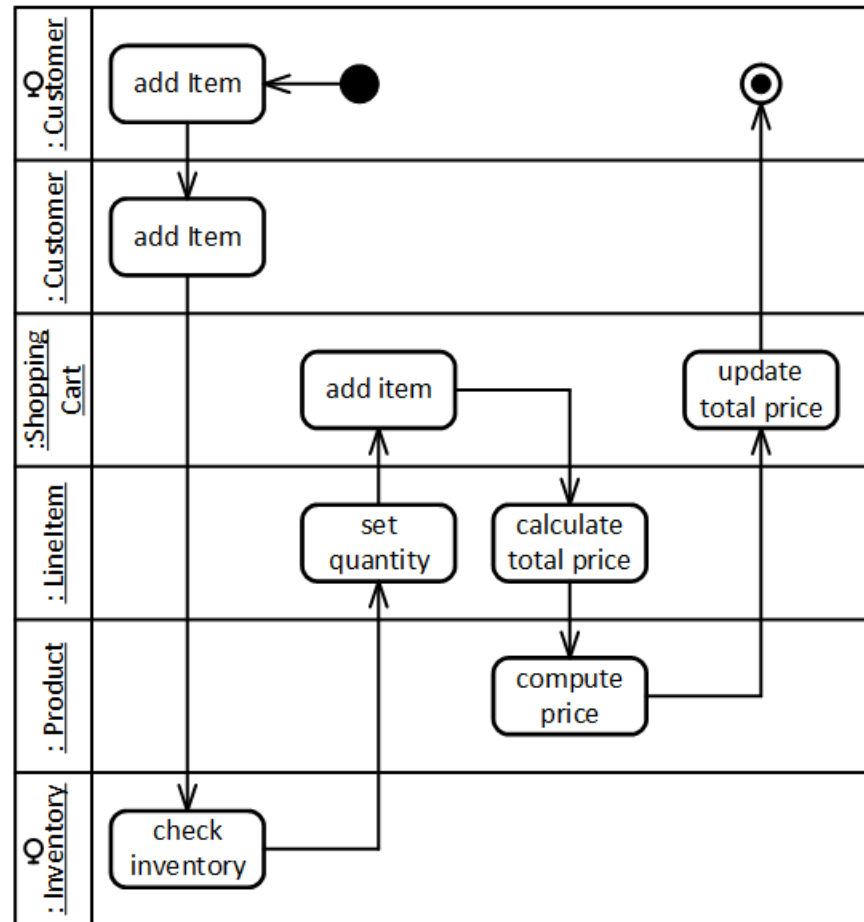 : Customer
add Item
: Customer
add Item
:Shopping
Cart
add item
update
total price
: LineItem
set
quantity
calculate
total price
: Product
compute
price
: Inventory
check
inventory